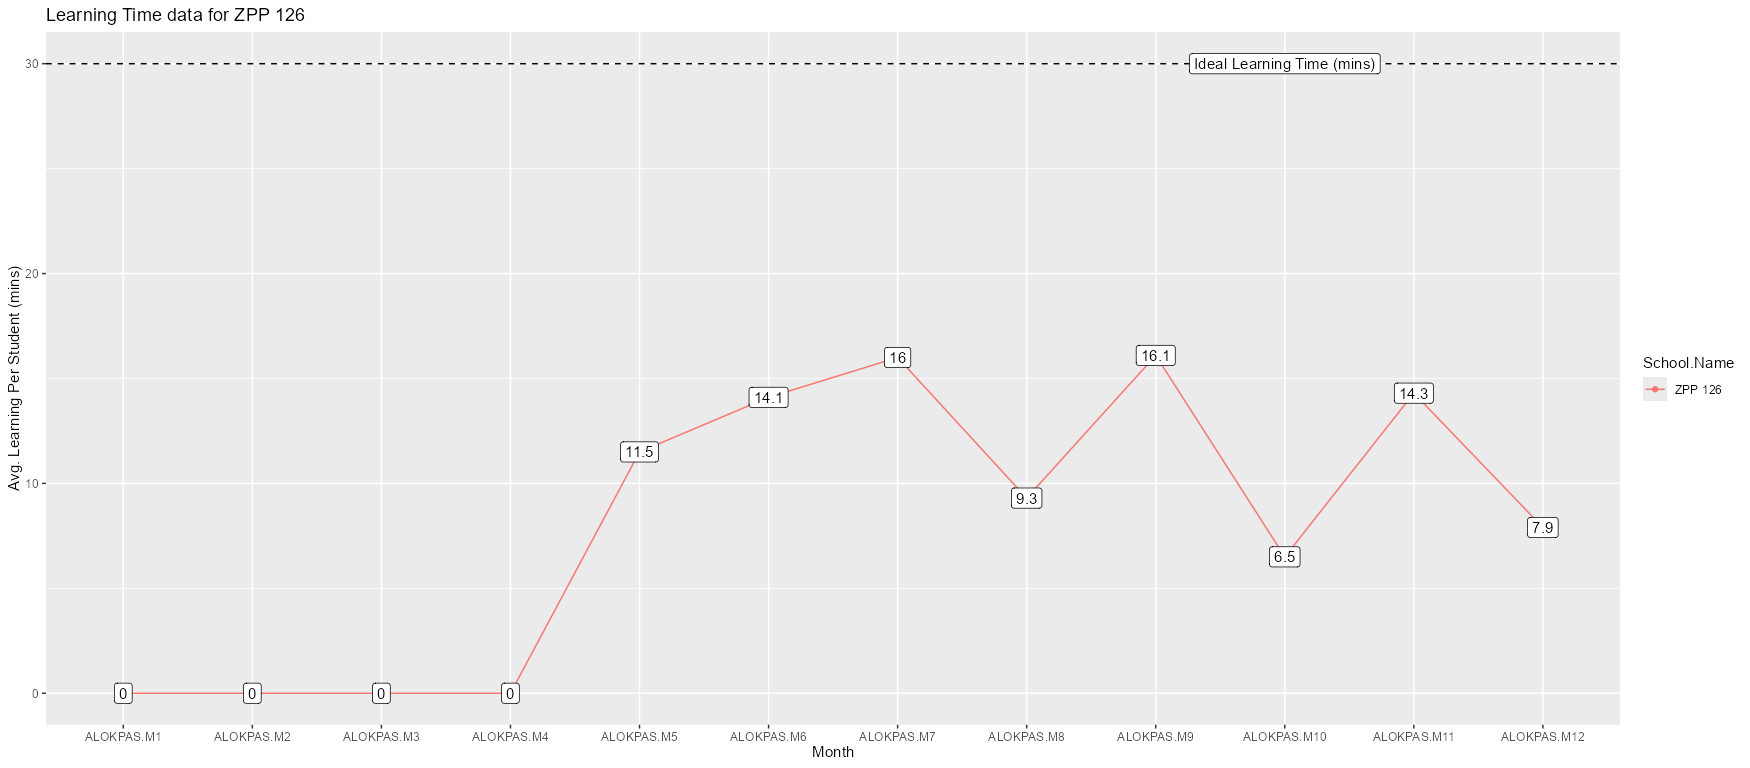 Learning Time data for ZPP 126
Avg. Learning Per Student (mins)
30
20
10
0
Ideal Learning Time (mins)
0
0
0
0
11.5
14.1
16
9.3
16.1
6.5
14.3
7.9
ALOKPAS.M1
ALOKPAS.M2
ALOKPAS.M3
ALOKPAS.M4
ALOKPAS.M5
ALOKPAS.M6
ALOKPAS.M7
ALOKPAS.M8
ALOKPAS.M9
ALOKPAS.M10
ALOKPAS.M11
ALOKPAS.M12
Month
School.Name
ZPP 126